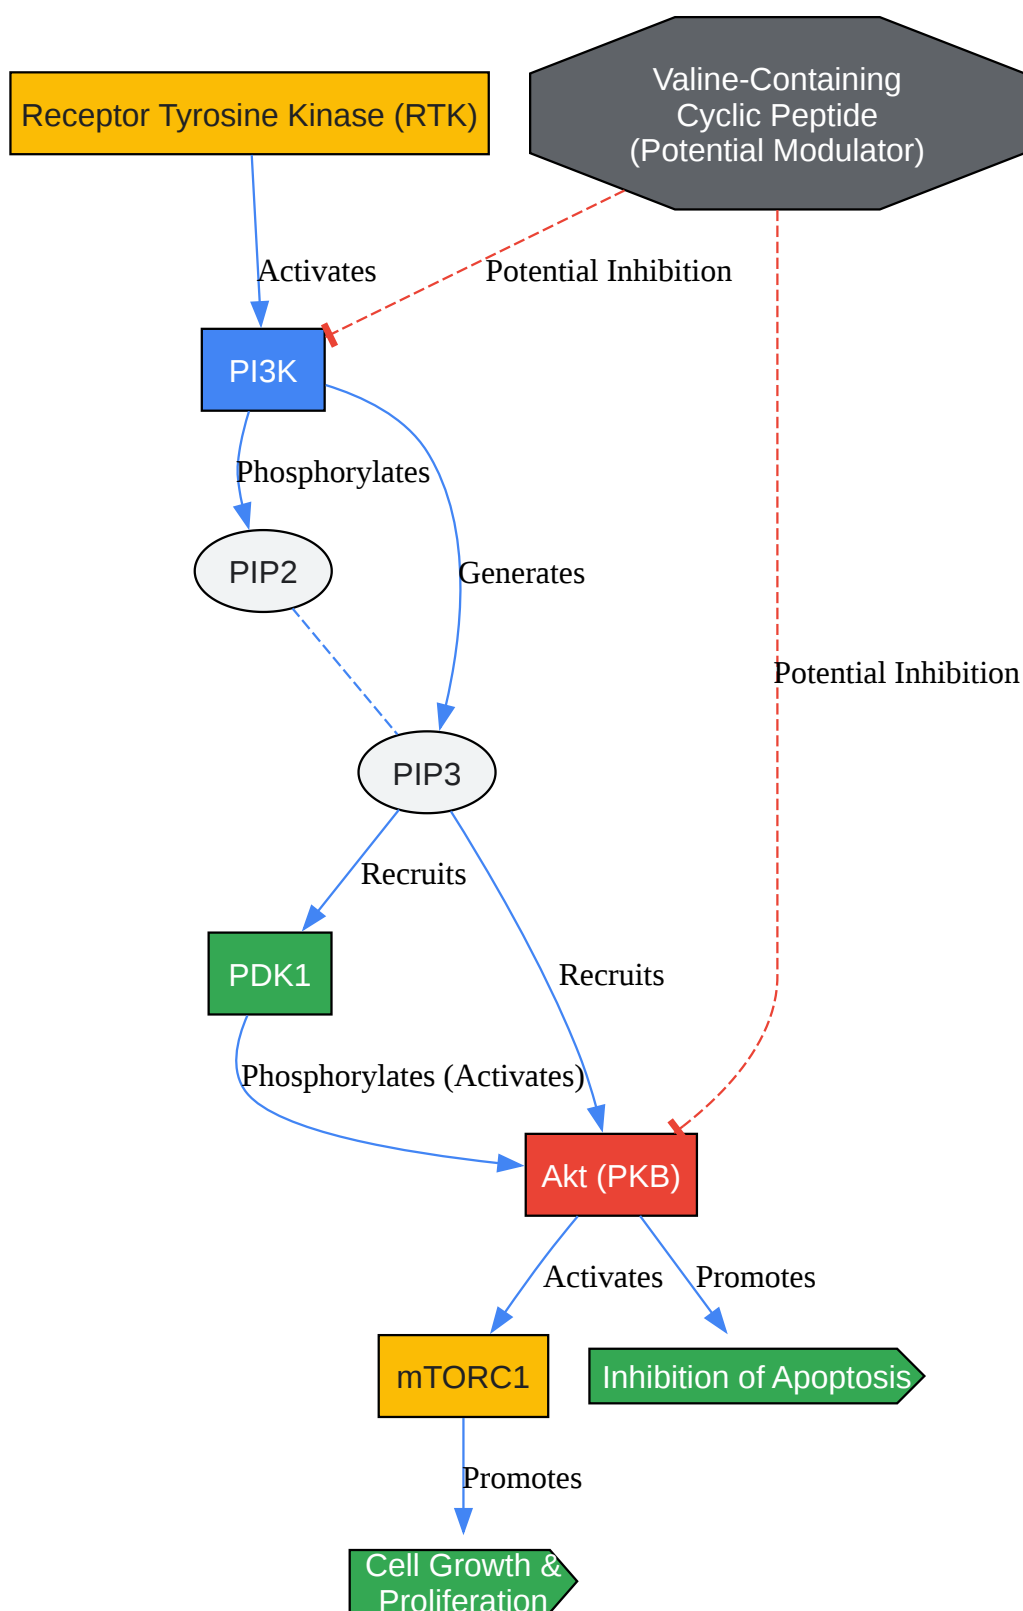 Receptor Tyrosine Kinase (RTK)
Valine-Containing
Cyclic Peptide
(Potential Modulator)
Activates
Potential Inhibition
PI3K
Phosphorylates
PIP2
Generates
Potential Inhibition
PIP3
Recruits
PDK1
Recruits
Phosphorylates (Activates)
Akt (PKB)
Activates
Promotes
mTORC1
Inhibition of Apoptosis
Promotes
Cell Growth &
Proliferation